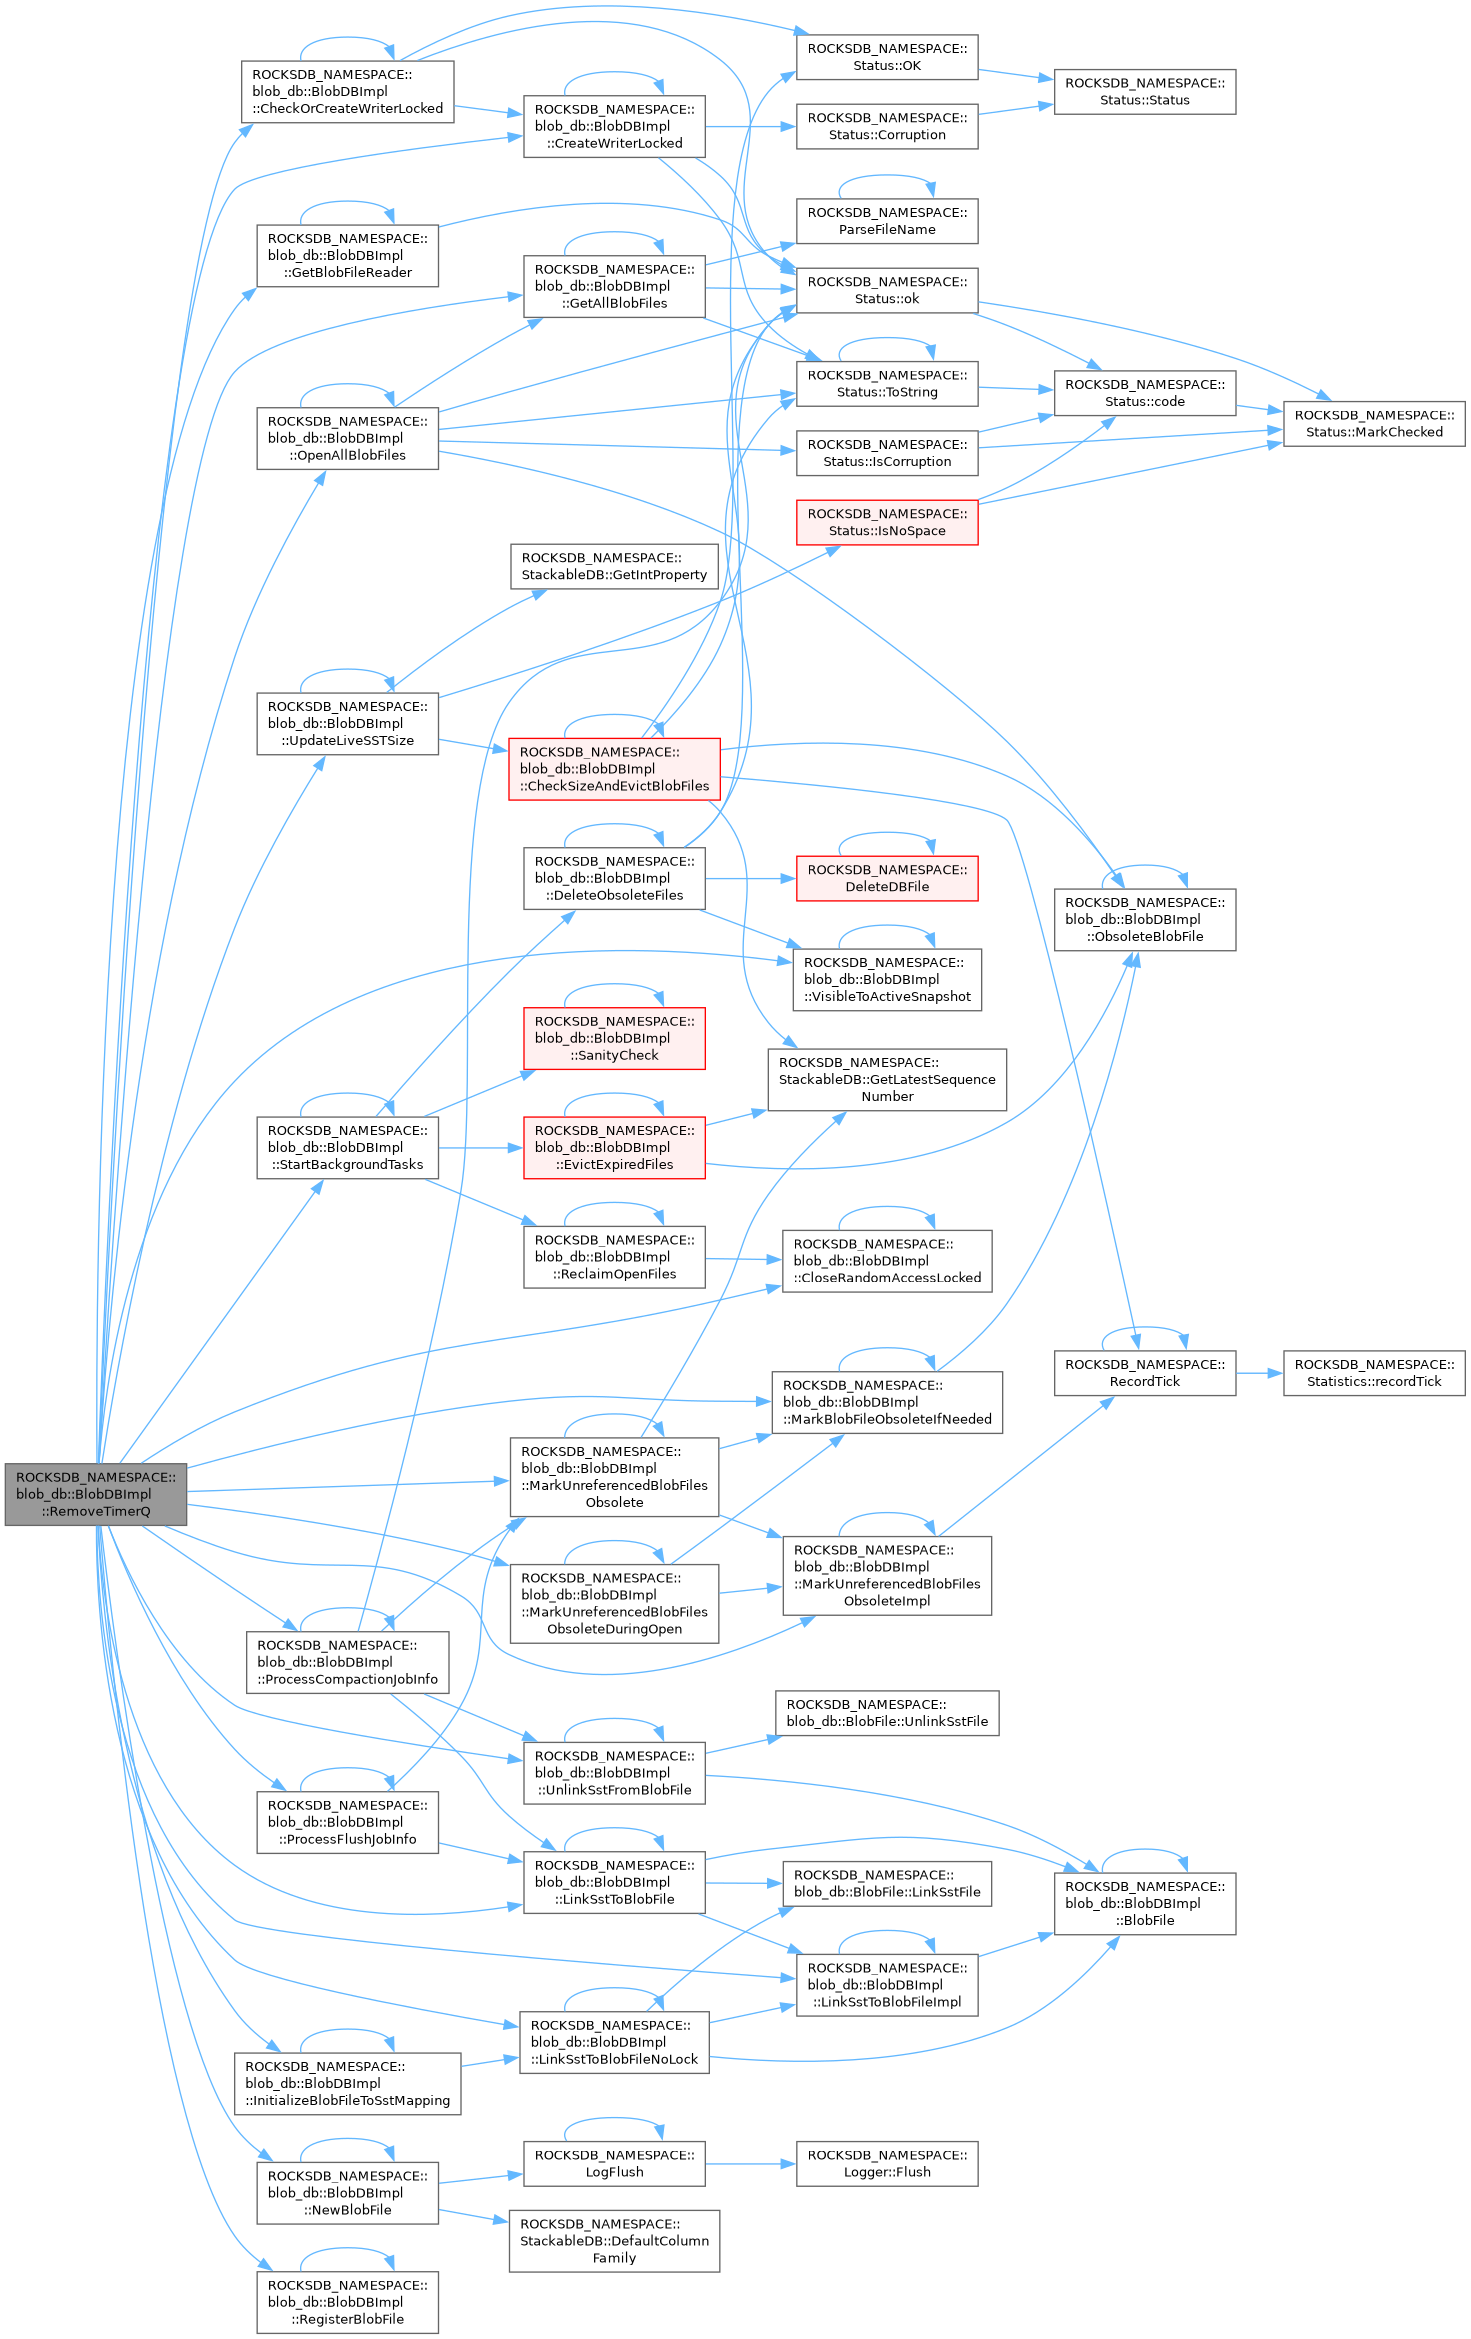 ROCKSDB_NAMESPACE::
blob_db::BlobDBImpl
::RemoveTimerQ
ROCKSDB_NAMESPACE::
blob_db::BlobDBImpl
::CheckOrCreateWriterLocked
ROCKSDB_NAMESPACE::
blob_db::BlobDBImpl
::GetBlobFileReader
ROCKSDB_NAMESPACE::
blob_db::BlobDBImpl
::OpenAllBlobFiles
ROCKSDB_NAMESPACE::
blob_db::BlobDBImpl
::UpdateLiveSSTSize
ROCKSDB_NAMESPACE::
blob_db::BlobDBImpl
::StartBackgroundTasks
ROCKSDB_NAMESPACE::
blob_db::BlobDBImpl
::ProcessCompactionJobInfo
ROCKSDB_NAMESPACE::
blob_db::BlobDBImpl
::ProcessFlushJobInfo
ROCKSDB_NAMESPACE::
blob_db::BlobDBImpl
::InitializeBlobFileToSstMapping
ROCKSDB_NAMESPACE::
blob_db::BlobDBImpl
::NewBlobFile
ROCKSDB_NAMESPACE::
blob_db::BlobDBImpl
::RegisterBlobFile
ROCKSDB_NAMESPACE::
blob_db::BlobDBImpl
::CreateWriterLocked
ROCKSDB_NAMESPACE::
blob_db::BlobDBImpl
::GetAllBlobFiles
ROCKSDB_NAMESPACE::
StackableDB::GetIntProperty
ROCKSDB_NAMESPACE::
blob_db::BlobDBImpl
::CheckSizeAndEvictBlobFiles
ROCKSDB_NAMESPACE::
blob_db::BlobDBImpl
::DeleteObsoleteFiles
ROCKSDB_NAMESPACE::
blob_db::BlobDBImpl
::SanityCheck
ROCKSDB_NAMESPACE::
blob_db::BlobDBImpl
::EvictExpiredFiles
ROCKSDB_NAMESPACE::
blob_db::BlobDBImpl
::ReclaimOpenFiles
ROCKSDB_NAMESPACE::
blob_db::BlobDBImpl
::MarkUnreferencedBlobFiles
Obsolete
ROCKSDB_NAMESPACE::
blob_db::BlobDBImpl
::MarkUnreferencedBlobFiles
ObsoleteDuringOpen
ROCKSDB_NAMESPACE::
blob_db::BlobDBImpl
::UnlinkSstFromBlobFile
ROCKSDB_NAMESPACE::
blob_db::BlobDBImpl
::LinkSstToBlobFile
ROCKSDB_NAMESPACE::
blob_db::BlobDBImpl
::LinkSstToBlobFileNoLock
ROCKSDB_NAMESPACE::
LogFlush
ROCKSDB_NAMESPACE::
StackableDB::DefaultColumn
Family
ROCKSDB_NAMESPACE::
Status::OK
ROCKSDB_NAMESPACE::
Status::Corruption
ROCKSDB_NAMESPACE::
ParseFileName
ROCKSDB_NAMESPACE::
Status::ok
ROCKSDB_NAMESPACE::
Status::ToString
ROCKSDB_NAMESPACE::
Status::IsCorruption
ROCKSDB_NAMESPACE::
Status::IsNoSpace
ROCKSDB_NAMESPACE::
DeleteDBFile
ROCKSDB_NAMESPACE::
blob_db::BlobDBImpl
::VisibleToActiveSnapshot
ROCKSDB_NAMESPACE::
StackableDB::GetLatestSequence
Number
ROCKSDB_NAMESPACE::
blob_db::BlobDBImpl
::CloseRandomAccessLocked
ROCKSDB_NAMESPACE::
blob_db::BlobDBImpl
::MarkBlobFileObsoleteIfNeeded
ROCKSDB_NAMESPACE::
blob_db::BlobDBImpl
::MarkUnreferencedBlobFiles
ObsoleteImpl
ROCKSDB_NAMESPACE::
blob_db::BlobFile::UnlinkSstFile
ROCKSDB_NAMESPACE::
blob_db::BlobFile::LinkSstFile
ROCKSDB_NAMESPACE::
blob_db::BlobDBImpl
::LinkSstToBlobFileImpl
ROCKSDB_NAMESPACE::
Logger::Flush
ROCKSDB_NAMESPACE::
Status::Status
ROCKSDB_NAMESPACE::
Status::code
ROCKSDB_NAMESPACE::
blob_db::BlobDBImpl
::ObsoleteBlobFile
ROCKSDB_NAMESPACE::
RecordTick
ROCKSDB_NAMESPACE::
blob_db::BlobDBImpl
::BlobFile
ROCKSDB_NAMESPACE::
Status::MarkChecked
ROCKSDB_NAMESPACE::
Statistics::recordTick